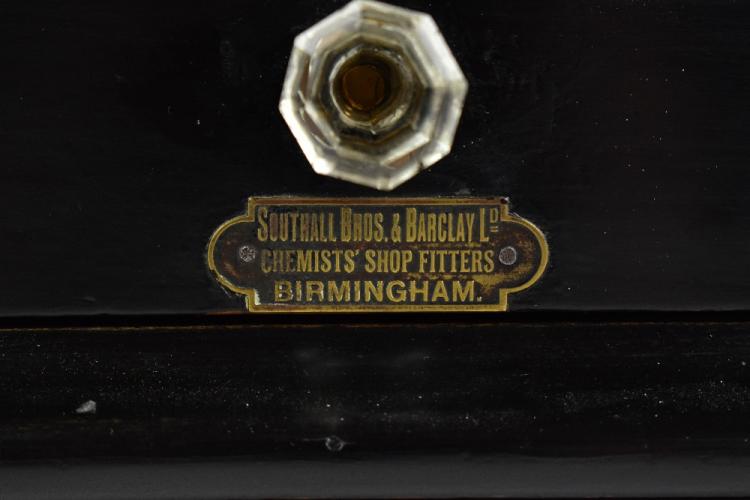 SOUTHALL BROS. & BARCLAY LD
CHEMISTS' SHOP FITTERS
BIRMINGHAM.